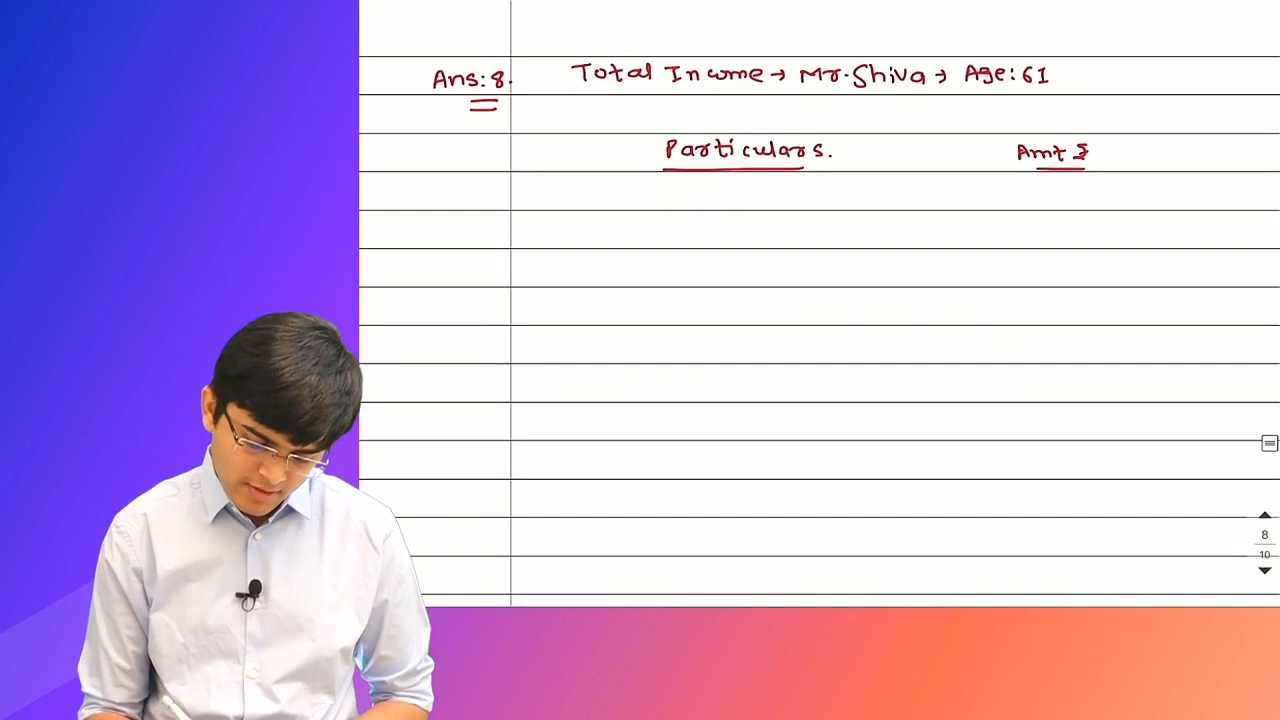 Ans:8. Total Income → Mr.Shiva → Age:61
Particulars. Amt ₹
8
10